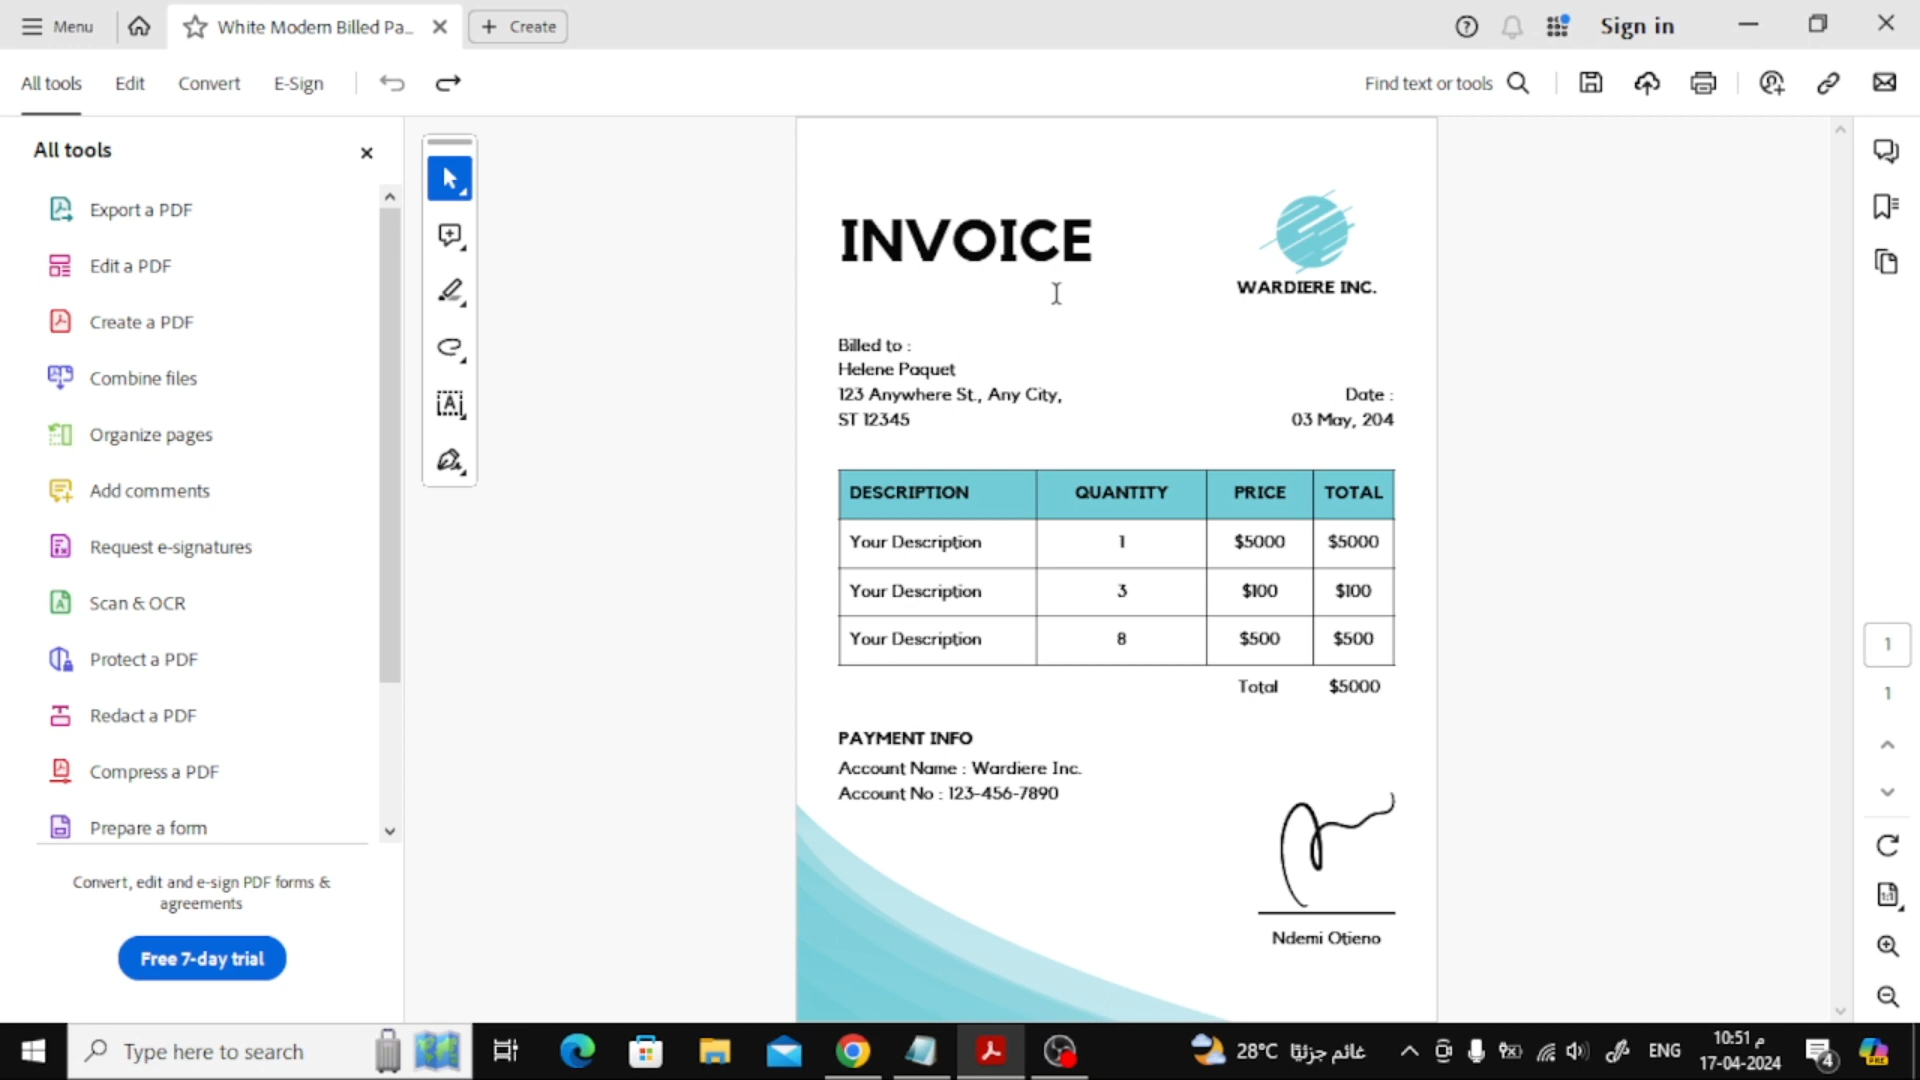 Menu
White Modern Billed Pa...
Create
Sign in
All tools
Edit
Convert
E-Sign
Find text or tools
All tools
Export a PDF
Edit a PDF
Create a PDF
Combine files
Organize pages
Add comments
Request e-signatures
Scan & OCR
Protect a PDF
Redact a PDF
Compress a PDF
Prepare a form
Convert, edit and e-sign PDF forms &
agreements
Free 7-day trial
INVOICE
WARDIERE INC.
Billed to :
Helene Paquet
123 Anywhere St., Any City,
ST 12345
Date :
03 May, 204
DESCRIPTION QUANTITY PRICE TOTAL
Your Description 1 $5000 $5000
Your Description 3 $100 $100
Your Description 8 $500 $500
Total $5000
PAYMENT INFO
Account Name : Wardiere Inc.
Account No : 123-456-7890
Ndemi Otieno
1
1
Type here to search
28°C غائم جزئيًا
ENG
10:51 م
17-04-2024
4